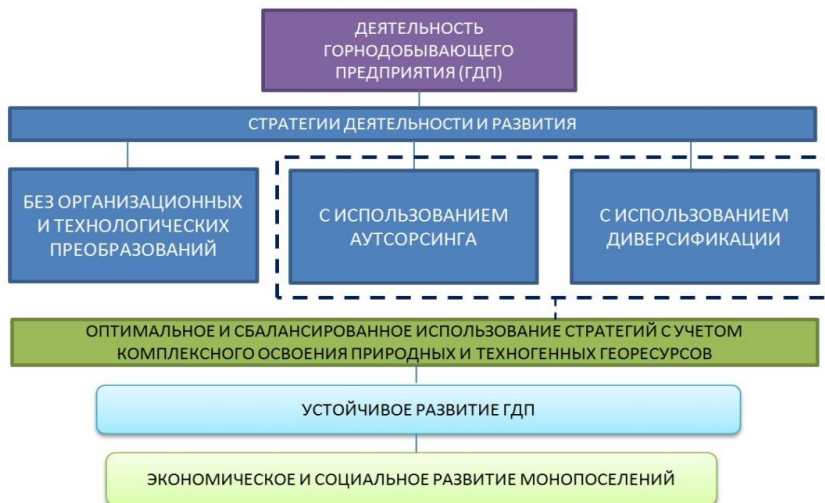 ДЕЯТЕЛЬНОСТЬ
ГОРНОДОБЫВАЮЩЕГО
ПРЕДПРИЯТИЯ (ГДП)
СТРАТЕГИИ ДЕЯТЕЛЬНОСТИ И РАЗВИТИЯ
БЕЗ ОРГАНИЗАЦИОННЫХ
И ТЕХНОЛОГИЧЕСКИХ
ПРЕОБРАЗОВАНИЙ
С ИСПОЛЬЗОВАНИЕМ
АУТСОРСИНГА
С ИСПОЛЬЗОВАНИЕМ
ДИВЕРСИФИКАЦИИ
ОПТИМАЛЬНОЕ И СБАЛАНСИРОВАННОЕ ИСПОЛЬЗОВАНИЕ СТРАТЕГИЙ С УЧЕТОМ
КОМПЛЕКСНОГО ОСВОЕНИЯ ПРИРОДНЫХ И ТЕХНОГЕННЫХ ГЕОРЕСУРСОВ
УСТОЙЧИВОЕ РАЗВИТИЕ ГДП
ЭКОНОМИЧЕСКОЕ И СОЦИАЛЬНОЕ РАЗВИТИЕ МОНОПОСЕЛЕНИЙ